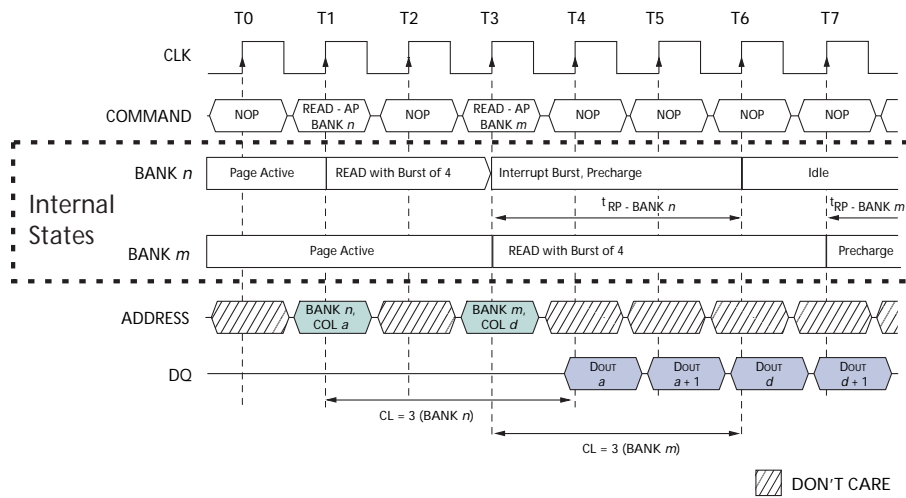 T0 T1 T2 T3 T4 T5 T6 T7
CLK
COMMAND
NOP
READ - AP
BANK n
NOP
READ - AP
BANK m
NOP
NOP
NOP
NOP
Internal
States
BANK n
Page Active
READ with Burst of 4
Interrupt Burst, Precharge
Idle
tRP - BANK n
tRP - BANK m
BANK m
Page Active
READ with Burst of 4
Precharge
ADDRESS
BANK n,
COL a
BANK m,
COL d
DQ
DOUT
a
DOUT
a + 1
DOUT
d
DOUT
d + 1
CL = 3 (BANK n)
CL = 3 (BANK m)
DON'T CARE